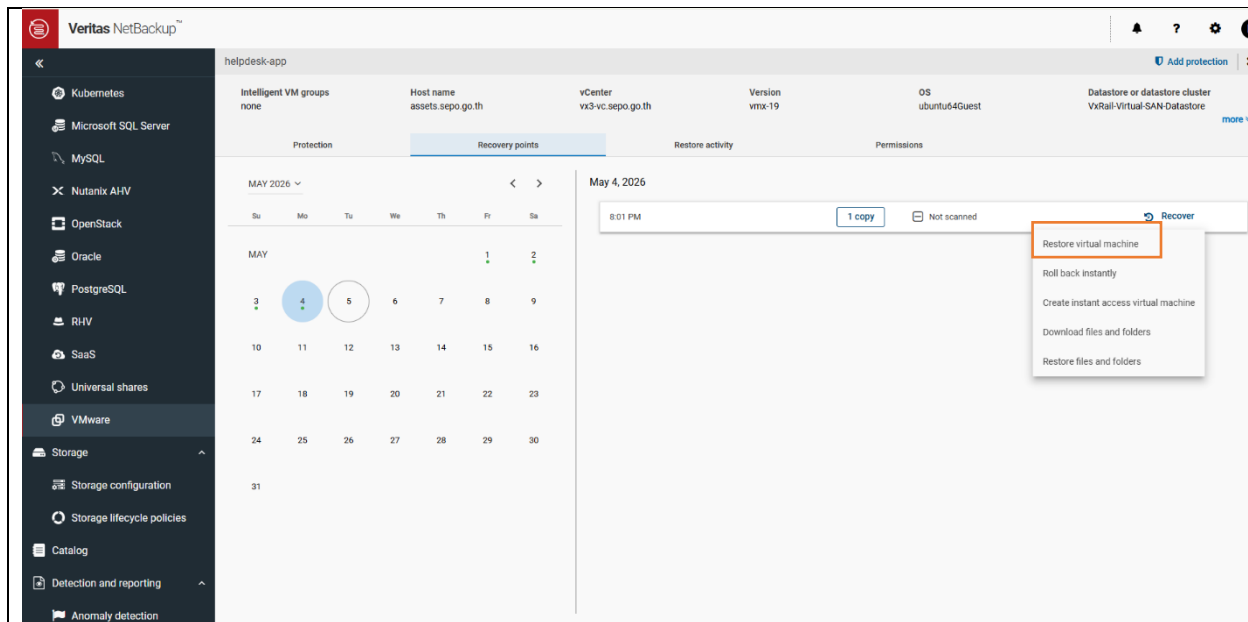 Veritas NetBackup™
helpdesk-app
Add protection
Kubernetes
Microsoft SQL Server
MySQL
Nutanix AHV
OpenStack
Oracle
PostgreSQL
RHV
SaaS
Universal shares
VMware
Storage
Storage configuration
Storage lifecycle policies
Catalog
Detection and reporting
Anomaly detection
Intelligent VM groups
none
Host name
assets.sepo.go.th
vCenter
vx3-vc.sepo.go.th
Version
vmx-19
OS
ubuntu64Guest
Datastore or datastore cluster
VxRail-Virtual-SAN-Datastore
more
Protection Recovery points Restore activity Permissions
MAY 2026
Su Mo Tu We Th Fr Sa
MAY 1 2
3 4 5 6 7 8 9
10 11 12 13 14 15 16
17 18 19 20 21 22 23
24 25 26 27 28 29 30
31
May 4, 2026
8:01 PM 1 copy Not scanned Recover
Restore virtual machine
Roll back instantly
Create instant access virtual machine
Download files and folders
Restore files and folders